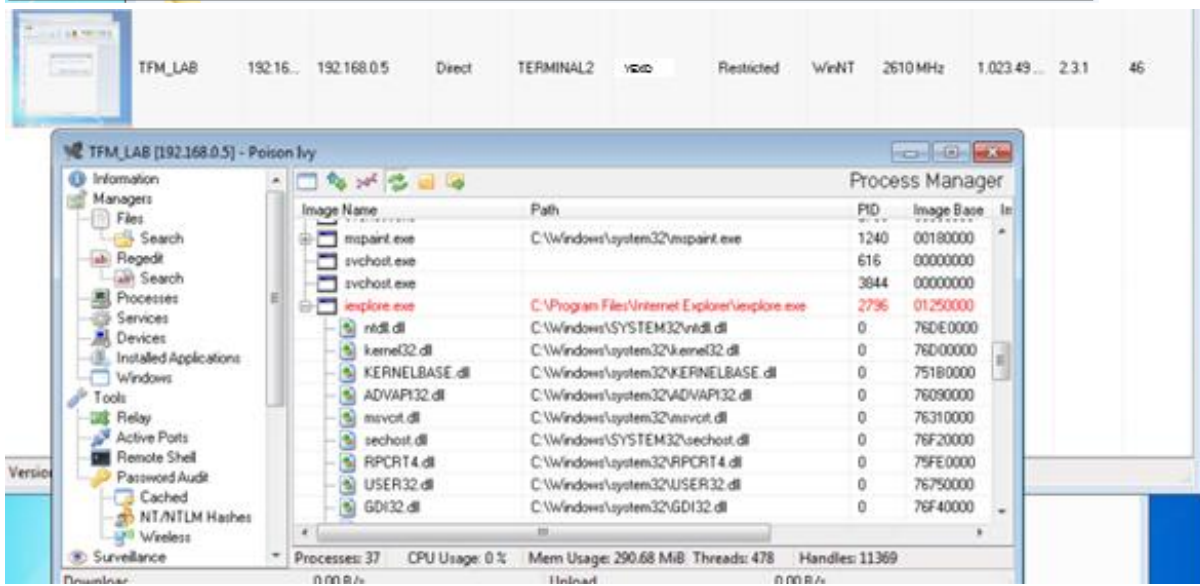 TFM_LAB 192.16... 192.168.0.5 Direct TERMINAL2 Restricted WinNT 2610 MHz 1.023.49... 2.3.1 46
TFM_LAB [192.168.0.5] - Poison Ivy
Information
Managers
Files
Search
Regedit
Search
Processes
Services
Devices
Installed Applications
Windows
Tools
Relay
Active Ports
Remote Shell
Password Audit
Cached
NT/NTLM Hashes
Wireless
Surveillance
Process Manager
Image Name Path PID Image Base
mspaint.exe C:\Windows\system32\mspaint.exe 1240 00180000
svchost.exe 616 00000000
svchost.exe 3844 00000000
iexplore.exe C:\Program Files\Internet Explorer\iexplore.exe 2796 01250000
ntdll.dll C:\Windows\SYSTEM32\ntdll.dll 0 76DE0000
kernel32.dll C:\Windows\system32\kernel32.dll 0 76D00000
KERNELBASE.dll C:\Windows\system32\KERNELBASE.dll 0 751B0000
ADVAPI32.dll C:\Windows\system32\ADVAPI32.dll 0 76090000
msvcrt.dll C:\Windows\system32\msvcrt.dll 0 76310000
sechost.dll C:\Windows\SYSTEM32\sechost.dll 0 76F20000
RPCRT4.dll C:\Windows\system32\RPCRT4.dll 0 75FE0000
USER32.dll C:\Windows\system32\USER32.dll 0 76750000
GDI32.dll C:\Windows\system32\GDI32.dll 0 76F40000
Processes: 37 CPU Usage: 0 % Mem Usage: 290.68 MiB Threads: 478 Handles: 11369
Download 0.00 B/s Upload 0.00 B/s